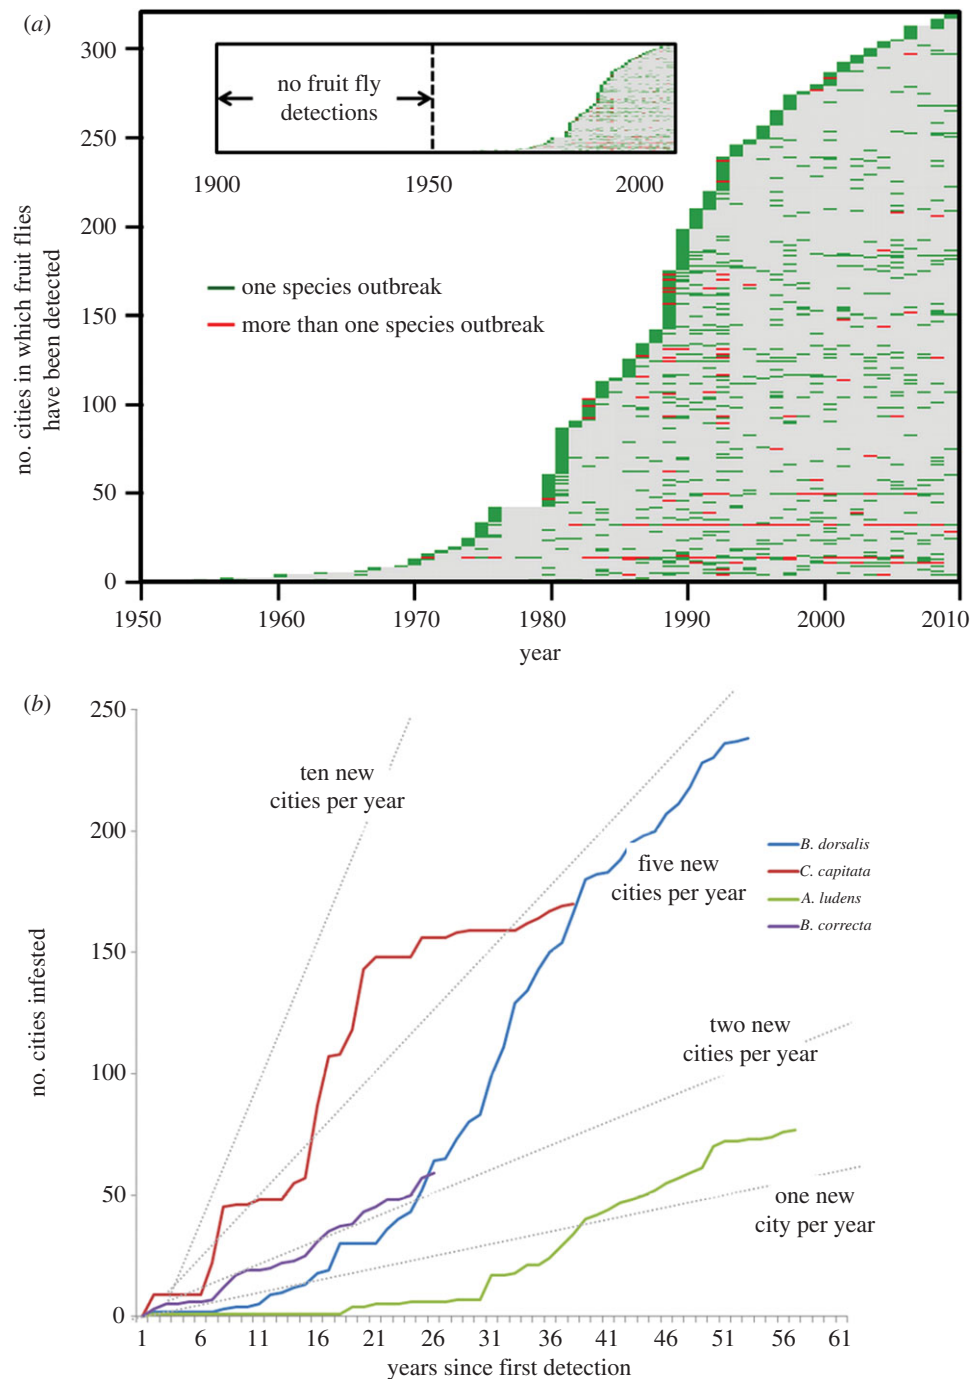 (a)
300
250
200
150
100
50
0
no. cities in which fruit flies
have been detected
no fruit fly
detections
1900 1950 2000
one species outbreak
more than one species outbreak
1950 1960 1970 1980 1990 2000 2010
year
(b)
250
200
150
100
50
0
no. cities infested
ten new
cities per year
five new
cities per year
B. dorsalis
C. capitata
A. ludens
B. correcta
two new
cities per year
one new
city per year
1 6 11 16 21 26 31 36 41 46 51 56 61
years since first detection